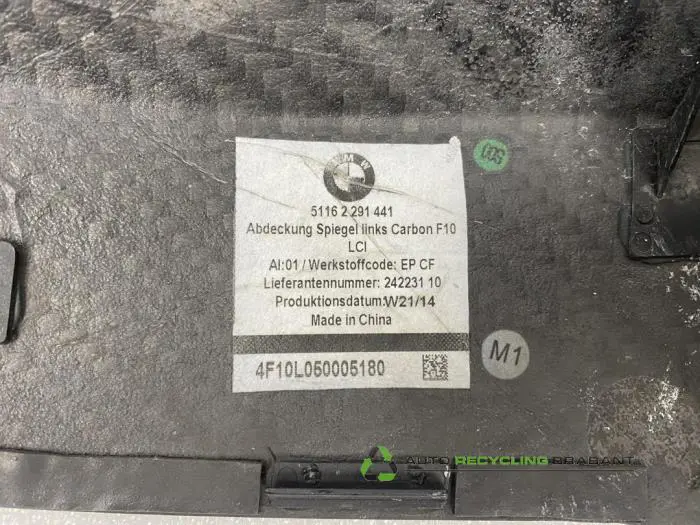 BMW
5116 2 291 441
Abdeckung Spiegel links Carbon F10
LCI
AI:01 / Werkstoffcode: EP CF
Lieferantennummer: 242231 10
Produktionsdatum:W21/14
Made in China
4F10L050005180
M1
AUTO RECYCLING BRABANT